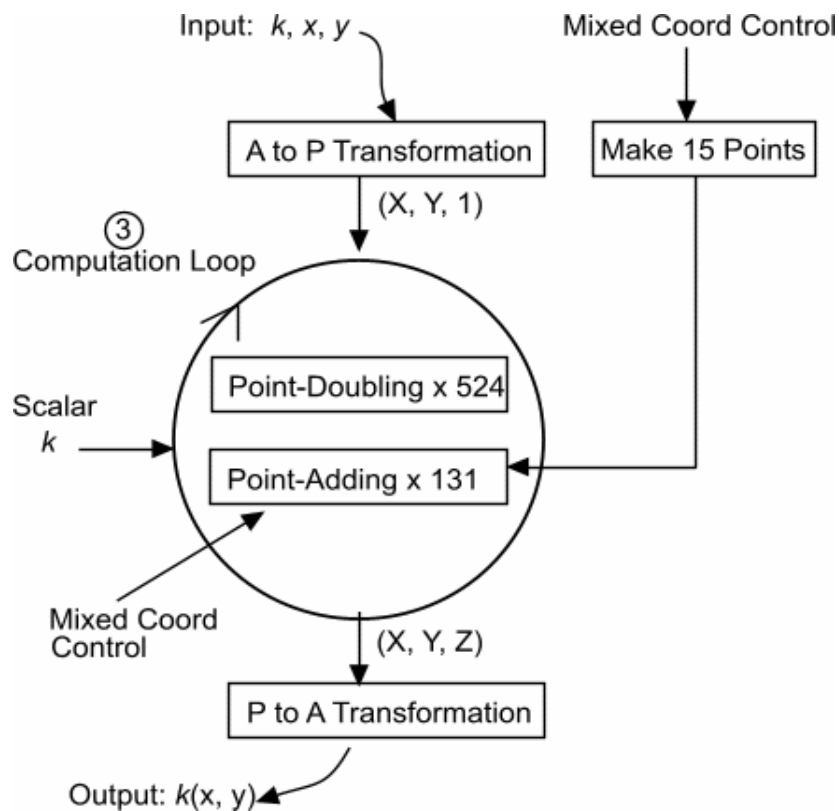 Input: k, x, y
Mixed Coord Control
A to P Transformation
Make 15 Points
(X, Y, 1)
3
Computation Loop
Point-Doubling x 524
Scalar
k
Point-Adding x 131
Mixed Coord
Control
(X, Y, Z)
P to A Transformation
Output: k(x, y)